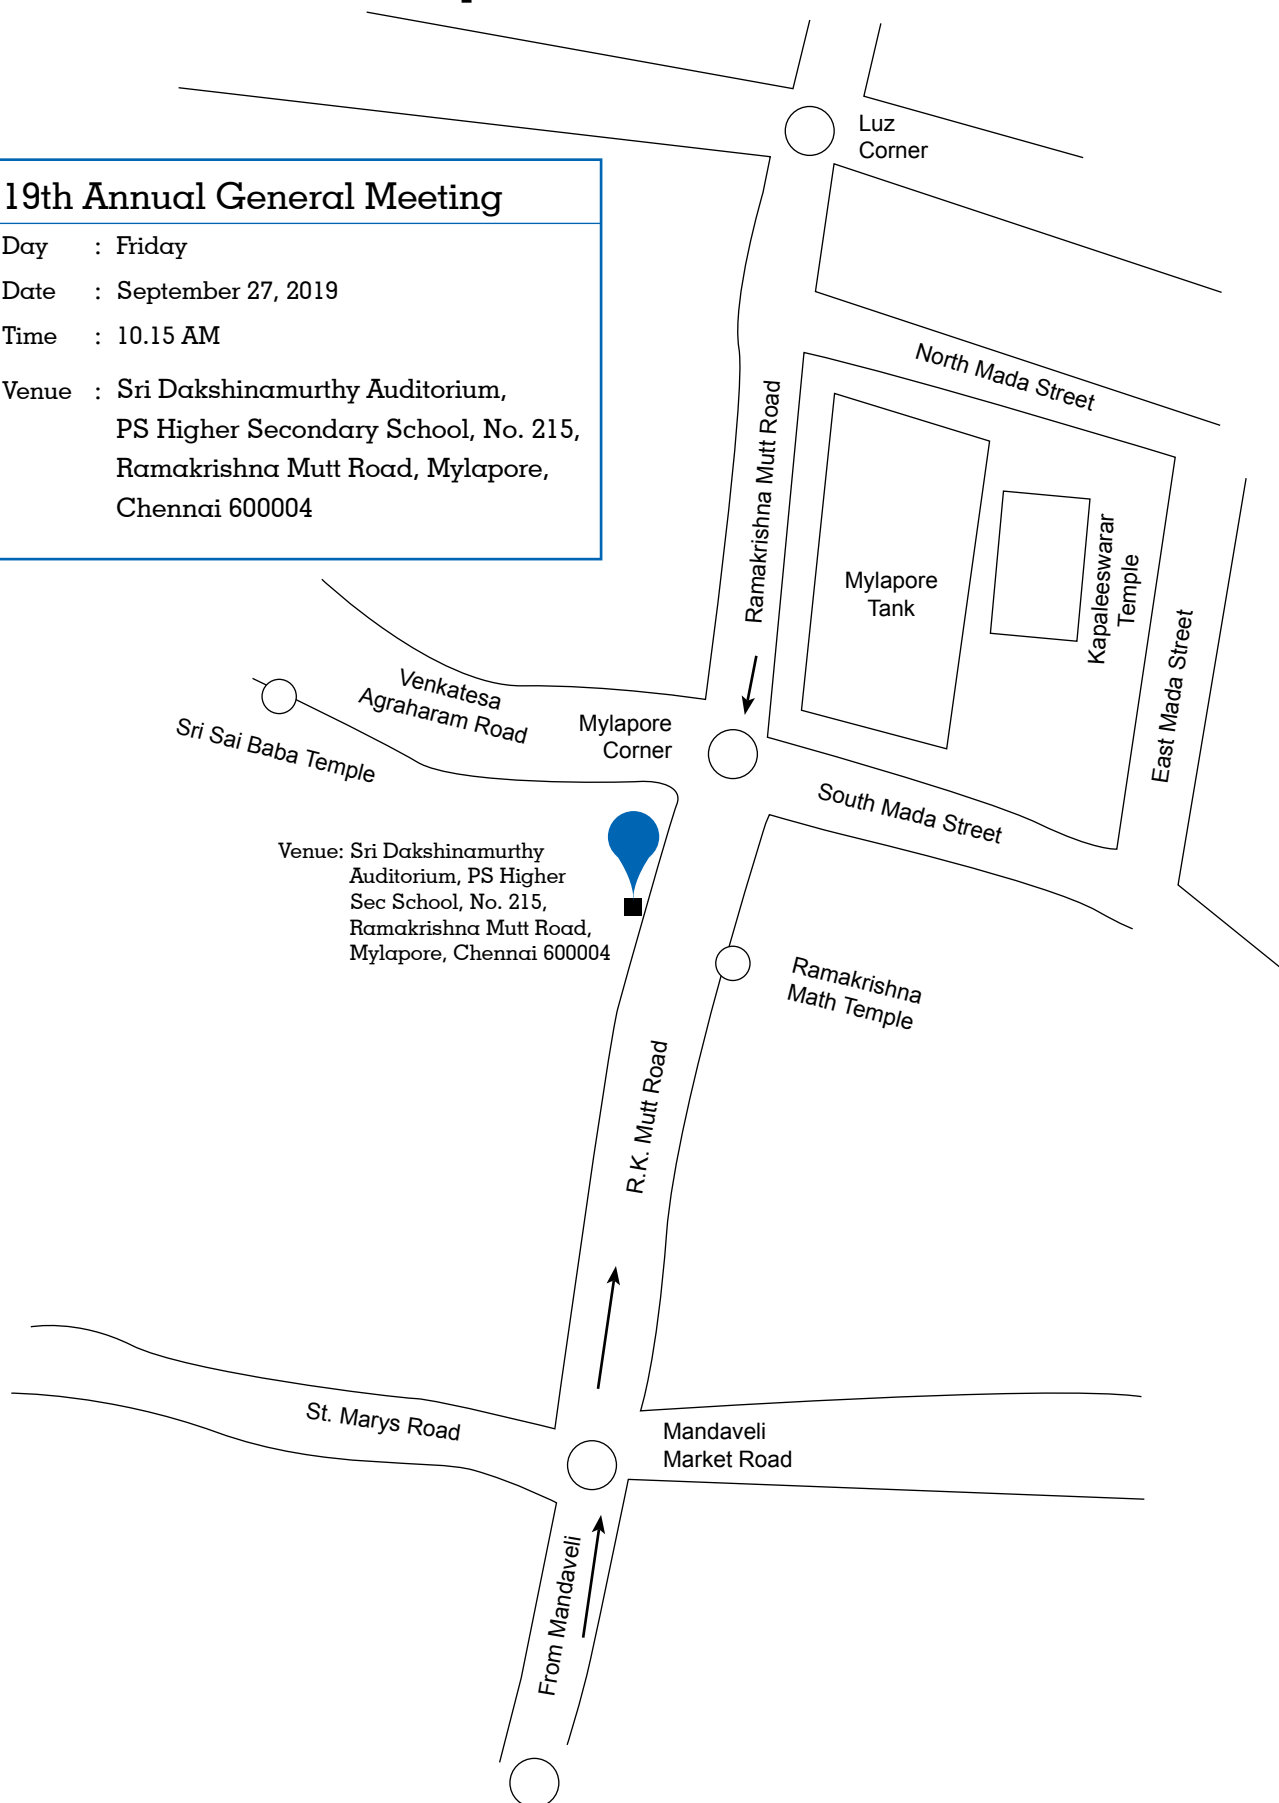 Luz
Corner
19th Annual General Meeting
Day : Friday
Date : September 27, 2019
Time : 10.15 AM
Venue : Sri Dakshinamurthy Auditorium,
PS Higher Secondary School, No. 215,
Ramakrishna Mutt Road, Mylapore,
Chennai 600004
North Mada Street
Ramakrishna Mutt Road
Mylapore
Tank
Kapaleeswarar
Temple
East Mada Street
Venkatesa
Agraharam Road
Mylapore
Corner
Sri Sai Baba Temple
South Mada Street
Venue: Sri Dakshinamurthy
Auditorium, PS Higher
Sec School, No. 215,
Ramakrishna Mutt Road,
Mylapore, Chennai 600004
Ramakrishna
Math Temple
R.K. Mutt Road
St. Marys Road
Mandaveli
Market Road
From Mandaveli